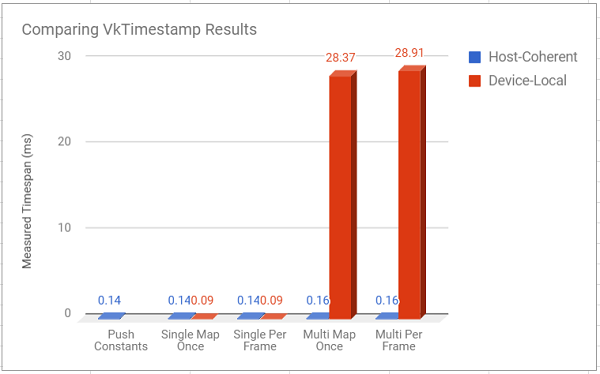 Comparing VkTimestamp Results
Host-Coherent
Device-Local
Measured Timespan (ms)
30
20
10
0
0.14
0.14
0.09
0.14
0.09
0.16
28.37
0.16
28.91
Push
Constants
Single Map
Once
Single Per
Frame
Multi Map
Once
Multi Per
Frame